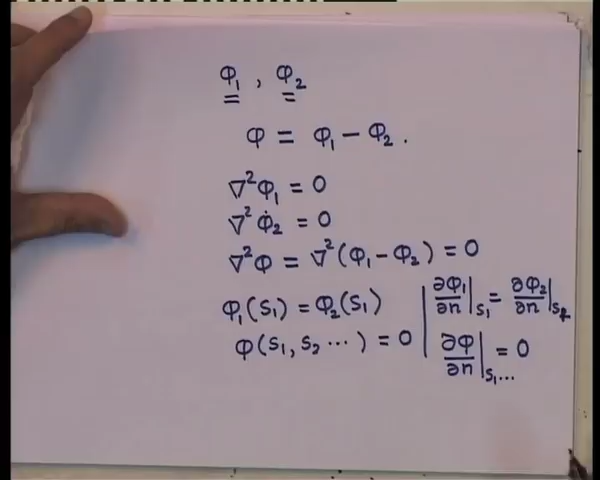 φ₁ , φ₂
φ = φ₁ − φ₂ .
∇²φ₁ = 0
∇²φ₂ = 0
∇²φ = ∇²(φ₁ − φ₂) = 0
φ₁(S₁) = φ₂(S₁)
φ(S₁, S₂ ⋯ ) = 0
∂φ₁/∂n|S₁ = ∂φ₂/∂n|S₂
∂φ/∂n|S₁⋯ = 0